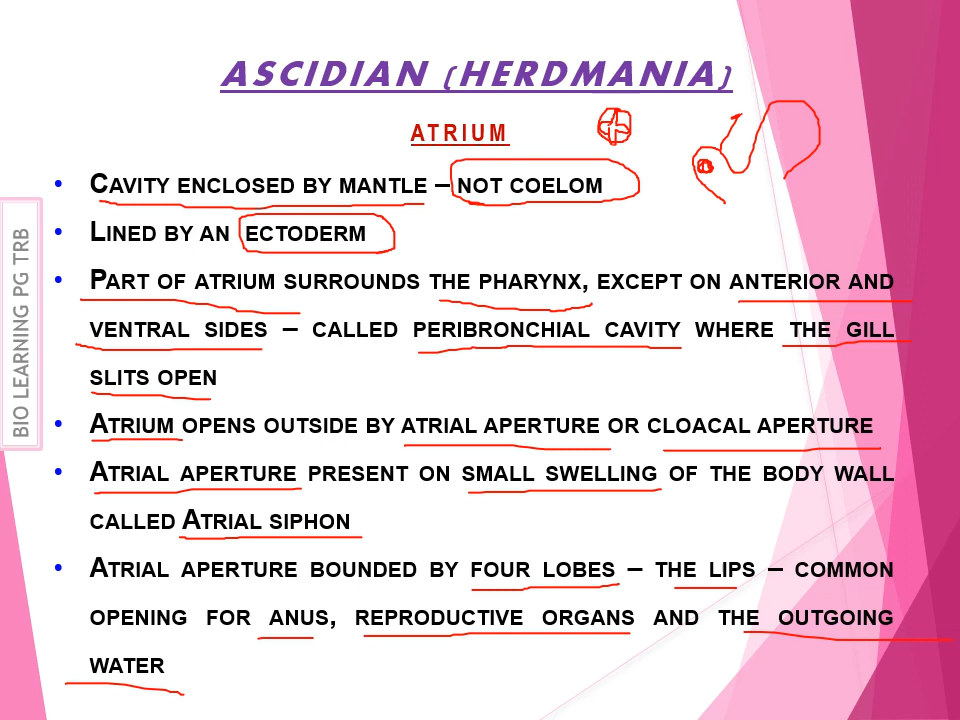 ASCIDIAN (HERDMANIA)
ATRIUM
• CAVITY ENCLOSED BY MANTLE – NOT COELOM
• LINED BY AN ECTODERM
• PART OF ATRIUM SURROUNDS THE PHARYNX, EXCEPT ON ANTERIOR AND
VENTRAL SIDES – CALLED PERIBRONCHIAL CAVITY WHERE THE GILL
SLITS OPEN
• ATRIUM OPENS OUTSIDE BY ATRIAL APERTURE OR CLOACAL APERTURE
• ATRIAL APERTURE PRESENT ON SMALL SWELLING OF THE BODY WALL
CALLED ATRIAL SIPHON
• ATRIAL APERTURE BOUNDED BY FOUR LOBES – THE LIPS – COMMON
OPENING FOR ANUS, REPRODUCTIVE ORGANS AND THE OUTGOING
WATER
BIO LEARNING PG TRB